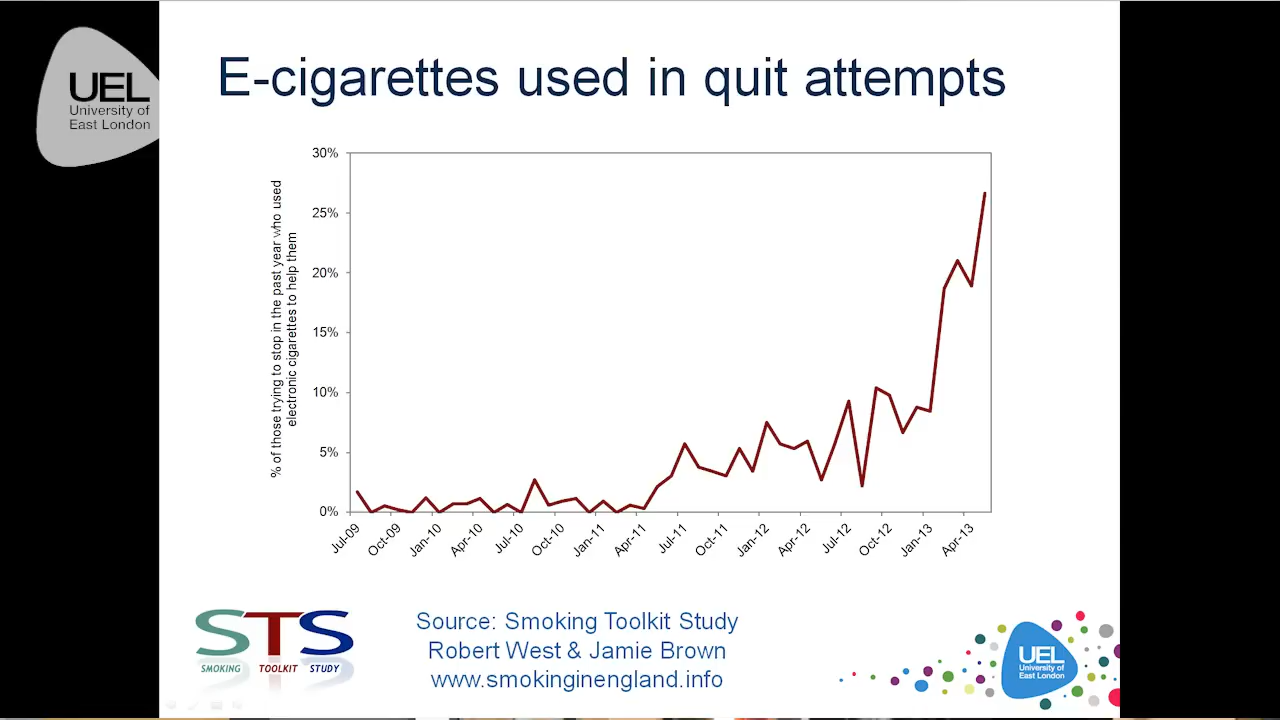 E-cigarettes used in quit attempts
UEL
University of
East London
% of those trying to stop in the past year who used
electronic cigarettes to help them
30%
25%
20%
15%
10%
5%
0%
Jul-09
Oct-09
Jan-10
Apr-10
Jul-10
Oct-10
Jan-11
Apr-11
Jul-11
Oct-11
Jan-12
Apr-12
Jul-12
Oct-12
Jan-13
Apr-13
STS
SMOKING TOOLKIT STUDY
Source: Smoking Toolkit Study
Robert West & Jamie Brown
www.smokinginengland.info
UEL
University of
East London